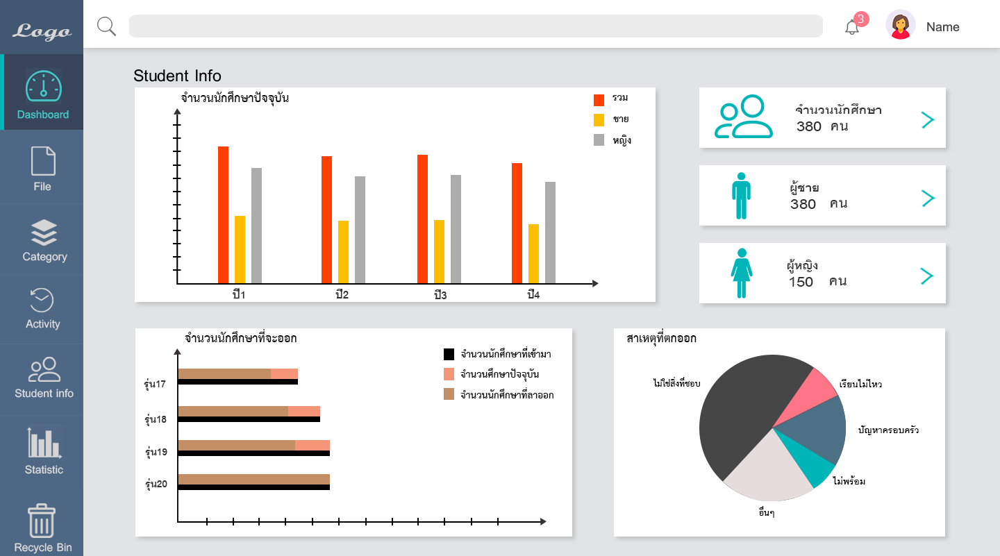 Logo
3
Name
Dashboard
File
Category
Activity
Student info
Statistic
Recycle Bin
Student Info
จำนวนนักศึกษาปัจจุบัน
รวม
ชาย
หญิง
ปี1
ปี2
ปี3
ปี4
จำนวนนักศึกษา
380 คน
ผู้ชาย
380 คน
ผู้หญิง
150 คน
จำนวนนักศึกษาที่จะออก
จำนวนนักศึกษาที่เข้ามา
จำนวนศึกษาปัจจุบัน
จำนวนนักศึกษาที่ลาออก
รุ่น17
รุ่น18
รุ่น19
รุ่น20
สาเหตุที่ตกออก
ไม่ใช่สิ่งที่ชอบ
เรียนไม่ไหว
ปัญหาครอบครัว
ไม่พร้อม
อื่นๆ